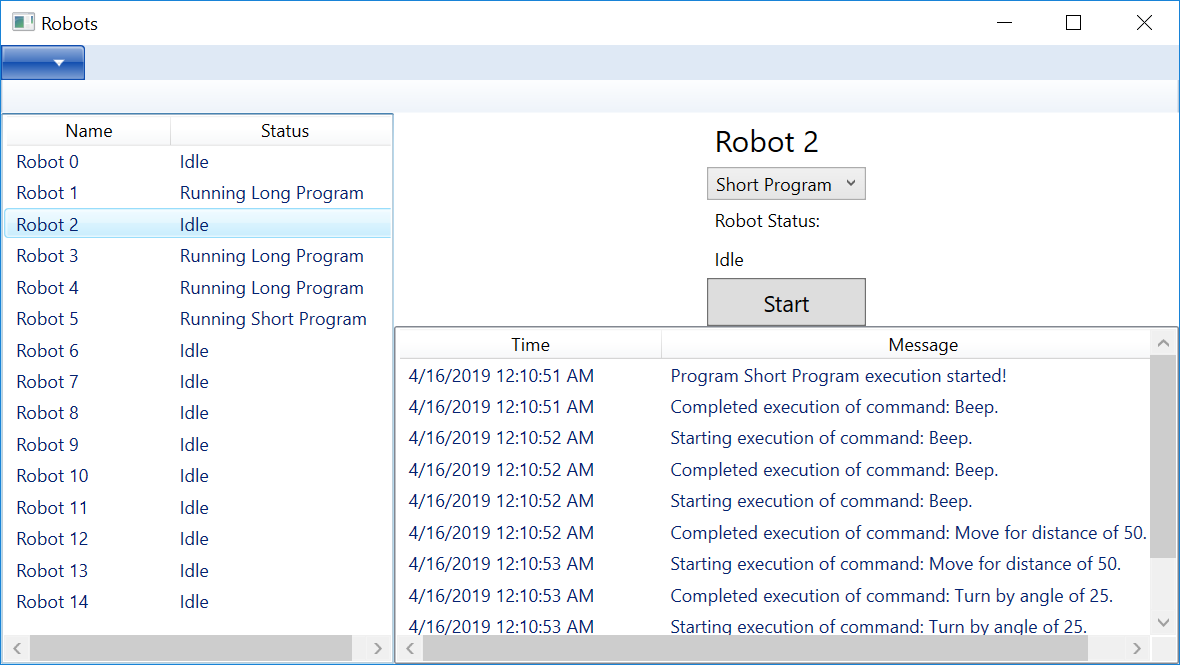 Robots
Name Status
Robot 0 Idle
Robot 1 Running Long Program
Robot 2 Idle
Robot 3 Running Long Program
Robot 4 Running Long Program
Robot 5 Running Short Program
Robot 6 Idle
Robot 7 Idle
Robot 8 Idle
Robot 9 Idle
Robot 10 Idle
Robot 11 Idle
Robot 12 Idle
Robot 13 Idle
Robot 14 Idle
Robot 2
Short Program
Robot Status:
Idle
Start
Time Message
4/16/2019 12:10:51 AM Program Short Program execution started!
4/16/2019 12:10:51 AM Completed execution of command: Beep.
4/16/2019 12:10:52 AM Starting execution of command: Beep.
4/16/2019 12:10:52 AM Completed execution of command: Beep.
4/16/2019 12:10:52 AM Starting execution of command: Beep.
4/16/2019 12:10:52 AM Completed execution of command: Move for distance of 50.
4/16/2019 12:10:53 AM Starting execution of command: Move for distance of 50.
4/16/2019 12:10:53 AM Completed execution of command: Turn by angle of 25.
4/16/2019 12:10:53 AM Starting execution of command: Turn by angle of 25.